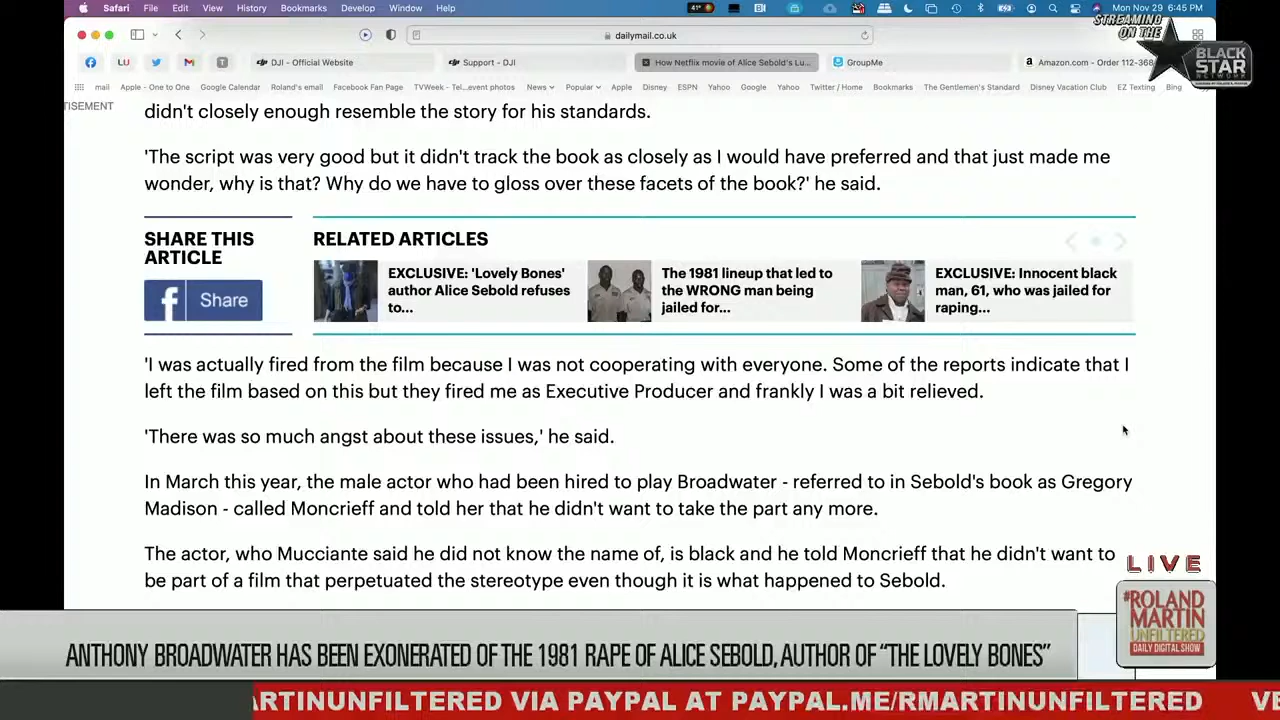 Safari File Edit View History Bookmarks Develop Window Help 41° Mon Nov 29 6:45 PM
STREAMING
ON THE
BLACK
STAR
NETWORK
dailymail.co.uk
LU T DJI - Official Website Support - DJI How Netflix movie of Alice Sebold's Lu... GroupMe Amazon.com - Order 112-368
mail Apple - One to One Google Calendar Roland's email Facebook Fan Page TVWeek - Tel...event photos News Popular Apple Disney ESPN Yahoo Google Yahoo Twitter / Home Bookmarks The Gentlemen's Standard Disney Vacation Club EZ Texting Bing
TISEMENT
didn't closely enough resemble the story for his standards.
'The script was very good but it didn't track the book as closely as I would have preferred and that just made me
wonder, why is that? Why do we have to gloss over these facets of the book?' he said.
SHARE THIS
ARTICLE
f Share
RELATED ARTICLES
EXCLUSIVE: 'Lovely Bones'
author Alice Sebold refuses
to...
The 1981 lineup that led to
the WRONG man being
jailed for...
EXCLUSIVE: Innocent black
man, 61, who was jailed for
raping...
'I was actually fired from the film because I was not cooperating with everyone. Some of the reports indicate that I
left the film based on this but they fired me as Executive Producer and frankly I was a bit relieved.
'There was so much angst about these issues,' he said.
In March this year, the male actor who had been hired to play Broadwater - referred to in Sebold's book as Gregory
Madison - called Moncrieff and told her that he didn't want to take the part any more.
The actor, who Mucciante said he did not know the name of, is black and he told Moncrieff that he didn't want to
be part of a film that perpetuated the stereotype even though it is what happened to Sebold.
LIVE
#ROLAND
MARTIN
UNFILTERED
DAILY DIGITAL SHOW
ANTHONY BROADWATER HAS BEEN EXONERATED OF THE 1981 RAPE OF ALICE SEBOLD, AUTHOR OF "THE LOVELY BONES"
ARTINUNFILTERED VIA PAYPAL AT PAYPAL.ME/RMARTINUNFILTERED VE